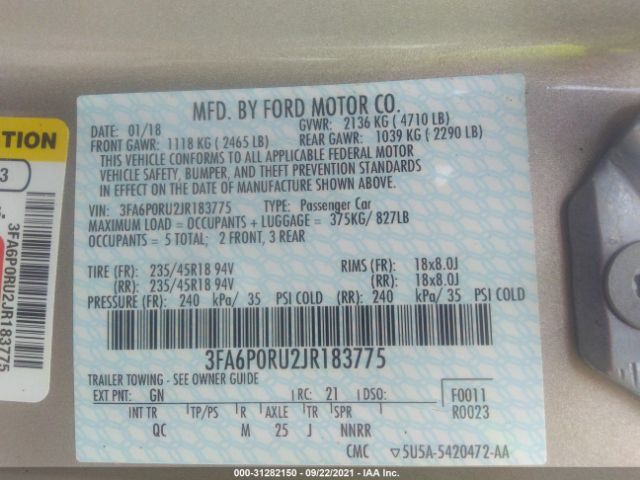 MFD. BY FORD MOTOR CO.
DATE: 01/18 GVWR: 2136 KG ( 4710 LB)
FRONT GAWR: 1118 KG ( 2465 LB) REAR GAWR: 1039 KG ( 2290 LB)
THIS VEHICLE CONFORMS TO ALL APPLICABLE FEDERAL MOTOR
VEHICLE SAFETY, BUMPER, AND THEFT PREVENTION STANDARDS
IN EFFECT ON THE DATE OF MANUFACTURE SHOWN ABOVE.
VIN: 3FA6P0RU2JR183775 TYPE: Passenger Car
MAXIMUM LOAD = OCCUPANTS + LUGGAGE = 375KG/ 827LB
OCCUPANTS = 5 TOTAL; 2 FRONT, 3 REAR
TIRE (FR): 235/45R18 94V RIMS (FR): 18x8.0J
(RR): 235/45R18 94V (RR): 18x8.0J
PRESSURE (FR): 240 kPa/ 35 PSI COLD (RR): 240 kPa/ 35 PSI COLD
3FA6P0RU2JR183775
TRAILER TOWING - SEE OWNER GUIDE
EXT PNT: GN RC: 21 DSO: F0011
R0023
INT TR TP/PS R AXLE TR SPR
QC M 25 J NNRR
CMC ▽5U5A-5420472-AA
TION
3
3FA6P0RU2JR183775
000-31282150 - 09/22/2021 - IAA Inc.